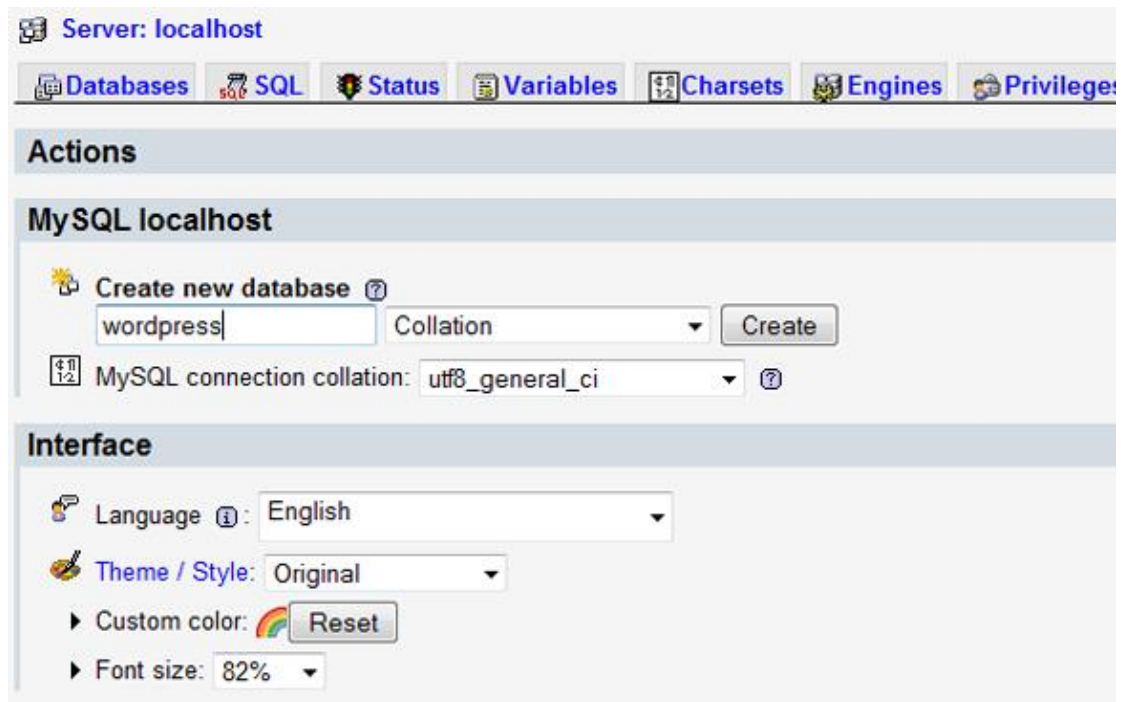 Server: localhost
Databases SQL Status Variables Charsets Engines Privileges
Actions
MySQL localhost
Create new database
wordpress Collation Create
MySQL connection collation: utf8_general_ci
Interface
Language : English
Theme / Style: Original
Custom color: Reset
Font size: 82%